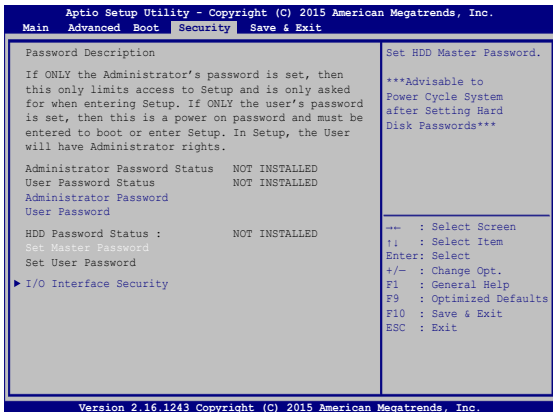 Aptio Setup Utility - Copyright (C) 2015 American Megatrends, Inc.
Main Advanced Boot Security Save & Exit
Password Description
If ONLY the Administrator's password is set, then
this only limits access to Setup and is only asked
for when entering Setup. If ONLY the user's password
is set, then this is a power on password and must be
entered to boot or enter Setup. In Setup, the User
will have Administrator rights.
Administrator Password Status NOT INSTALLED
User Password Status NOT INSTALLED
Administrator Password
User Password
HDD Password Status : NOT INSTALLED
Set Master Password
Set User Password
▶ I/O Interface Security
Set HDD Master Password.
***Advisable to
Power Cycle System
after Setting Hard
Disk Passwords***
→← : Select Screen
↑↓ : Select Item
Enter: Select
+/— : Change Opt.
F1 : General Help
F9 : Optimized Defaults
F10 : Save & Exit
ESC : Exit
Version 2.16.1243 Copyright (C) 2015 American Megatrends, Inc.